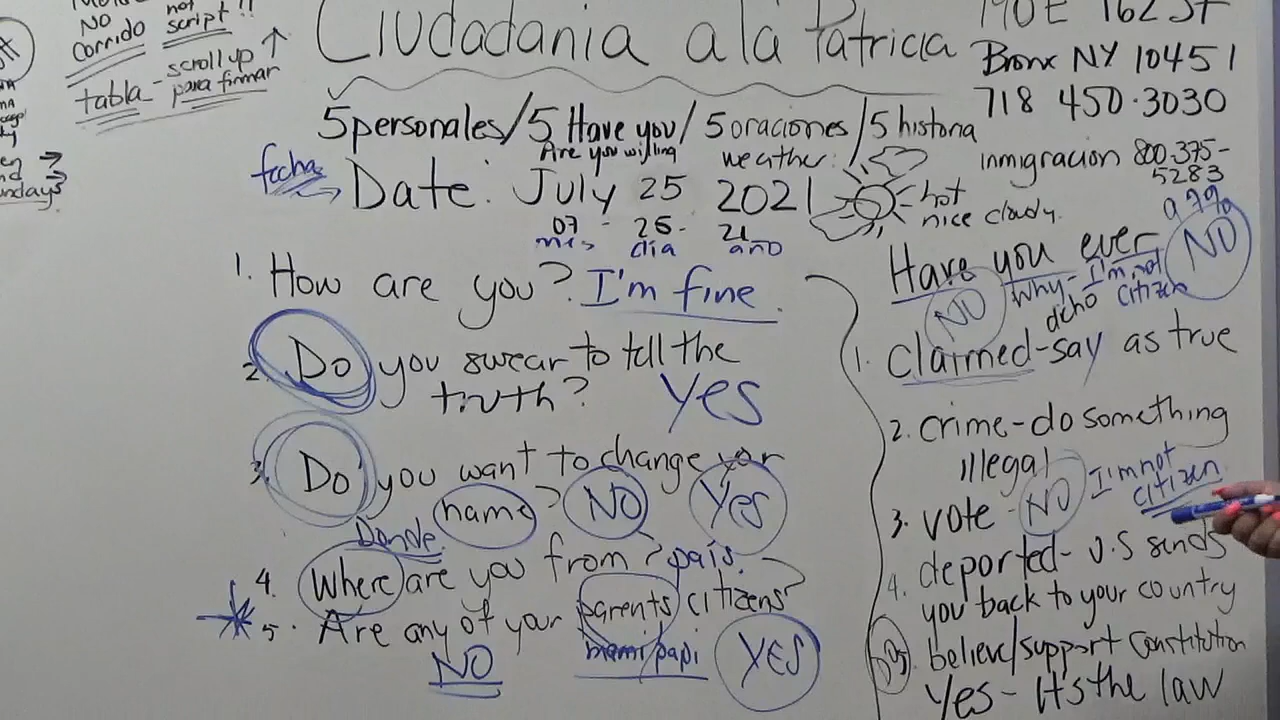 NO not
Corrido script!!
tabla - scroll up ↑
para firmar
Ciudadania a la Patricia
190 E 162 St
Bronx NY 10451
718 450.3030
5 personales/5 Have you/5 oraciones/5 historia
Are you willing
inmigracion 800.375-
5283
fecha
Date: July 25 2021
weather:
hot
nice cloudy.
07 - 25 - 21
mes dia año
1. How are you? I'm fine.
2. Do you swear to tell the
truth? Yes
3. Do you want to change yor
name? NO Yes
Donde
4. Where are you from? país.
5. Are any of your parents citizens?
NO mami/papi YES
Have you ever NO
NO Why - I'm not
dicho citizen
1. Claimed - say as true
2. crime - do something
illegal
3. vote - NO I'm not
citizen
4. deported - U.S sends
you back to your country
believe/support constitution
Yes - It's the law